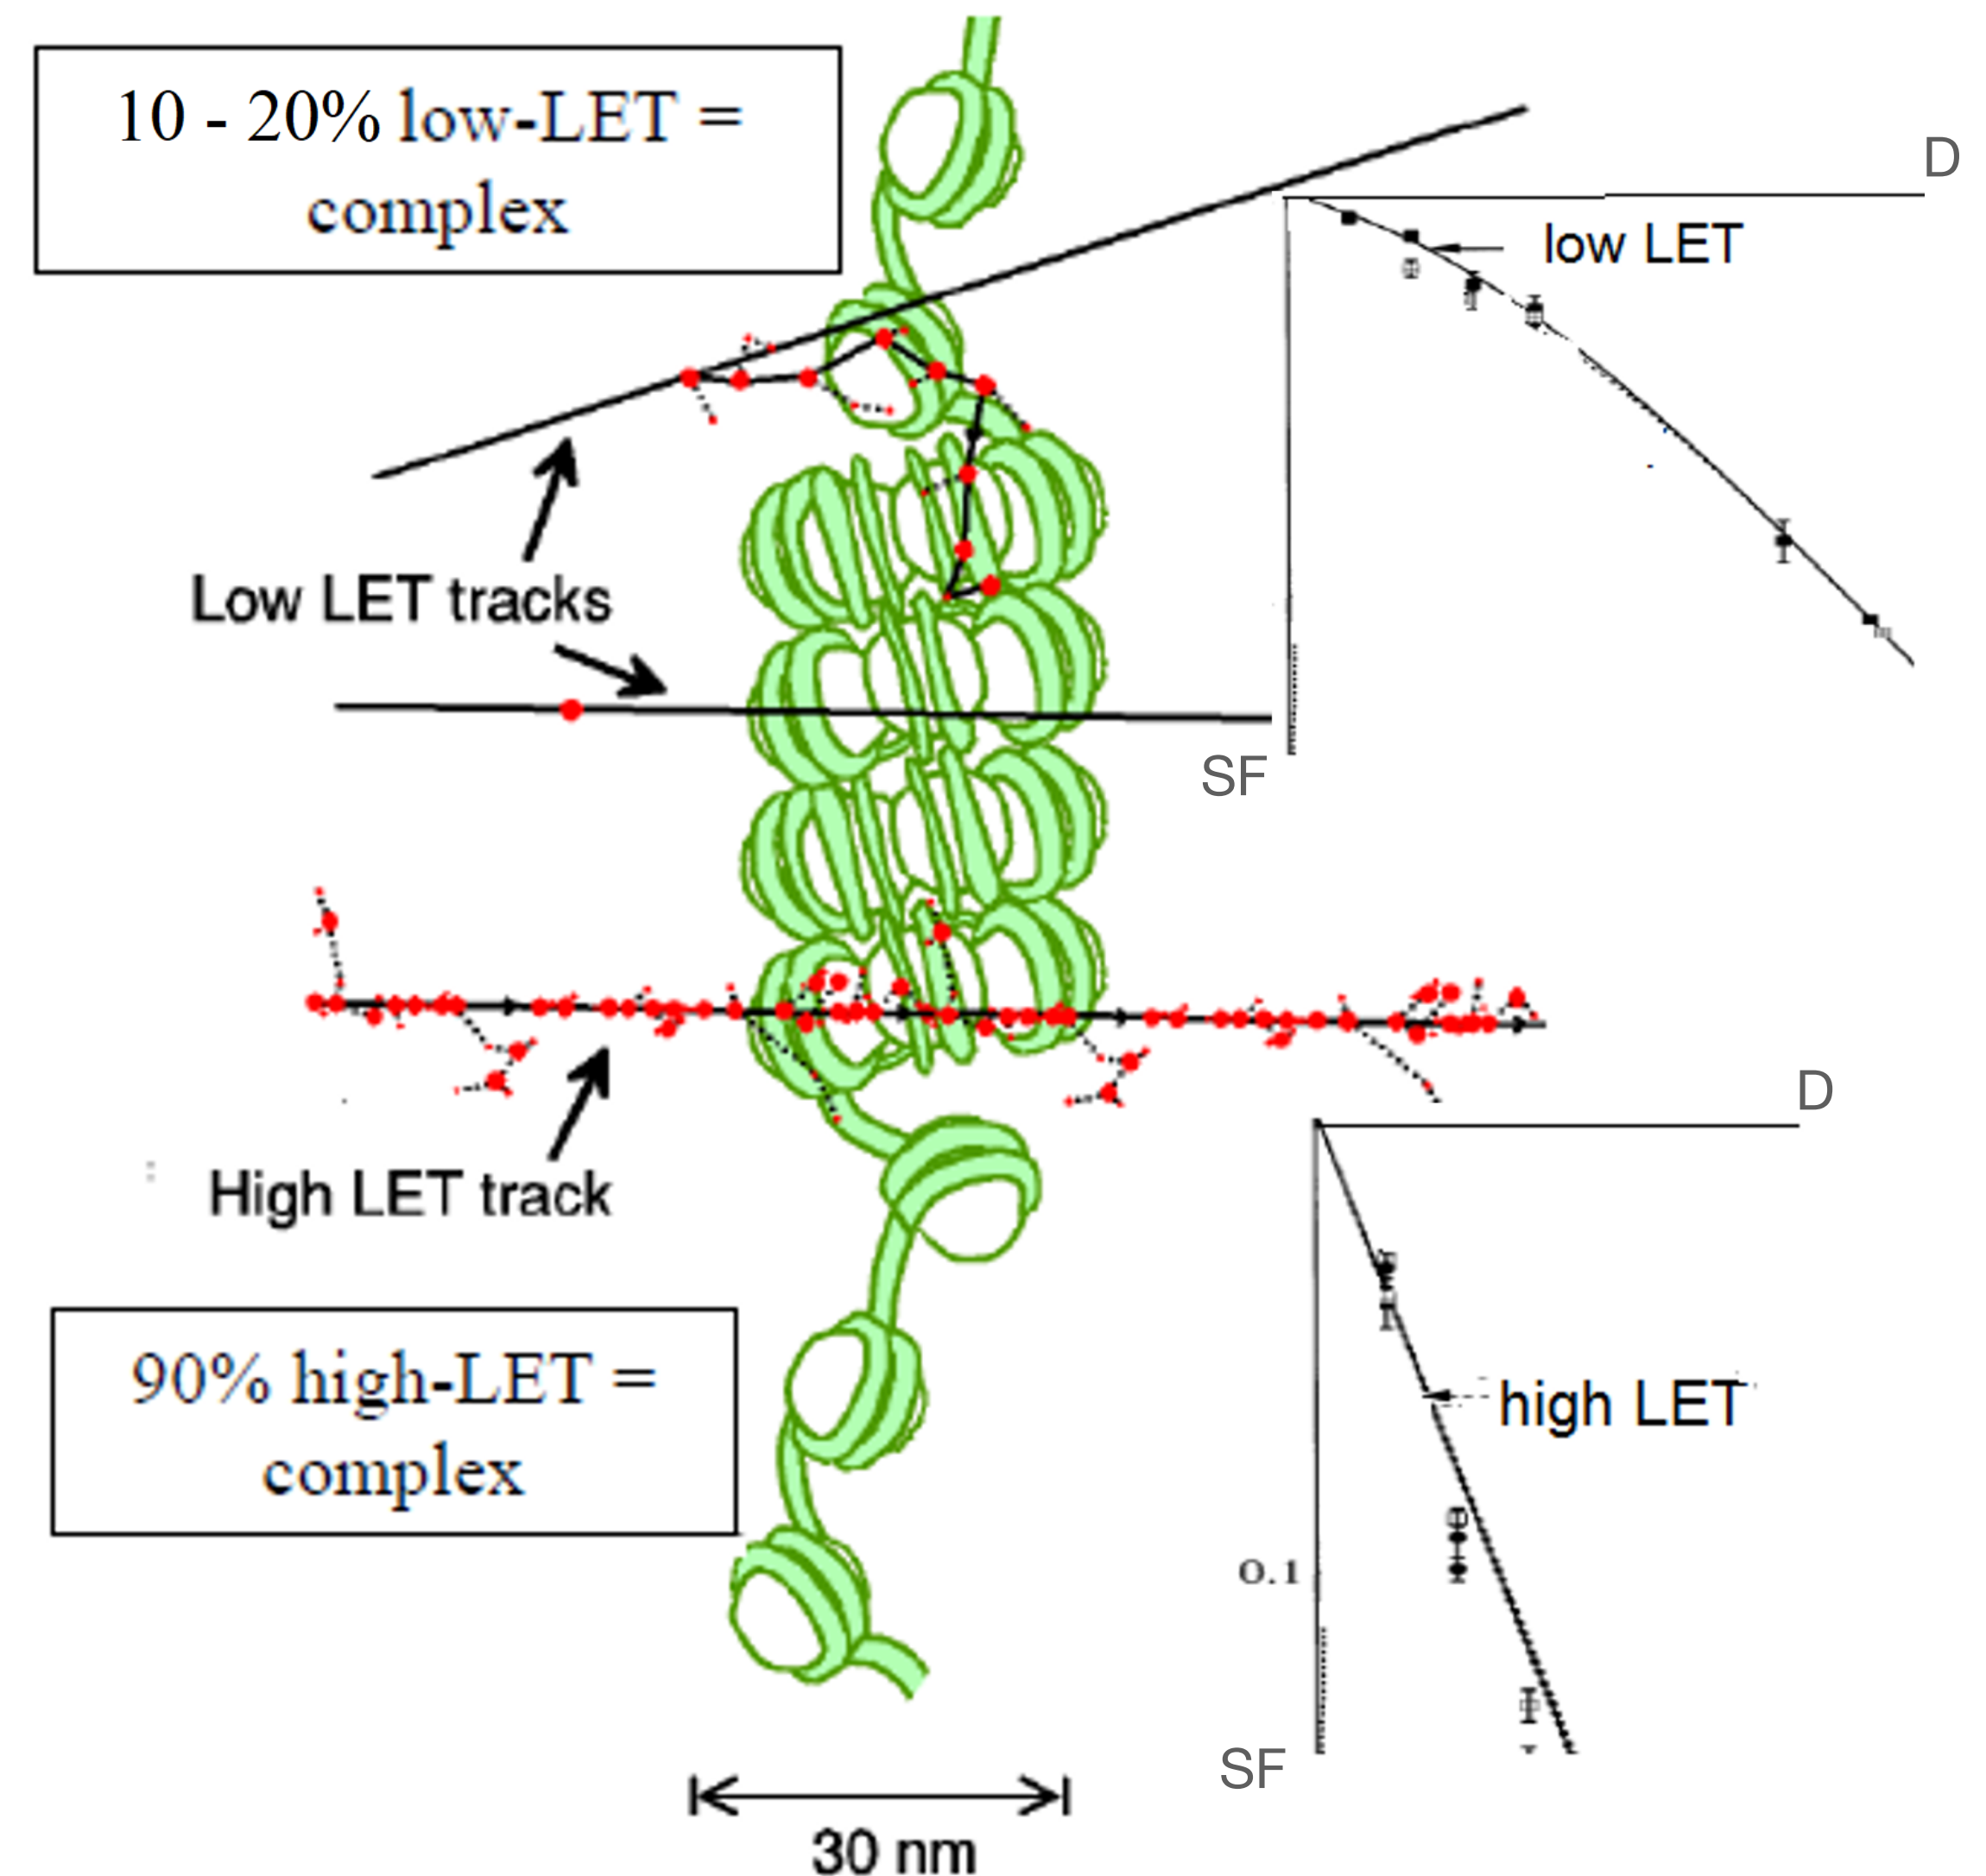 10 - 20% low-LET =
complex
D
low LET
Low LET tracks
SF
High LET track
D
90% high-LET =
complex
high LET
0.1
SF
30 nm